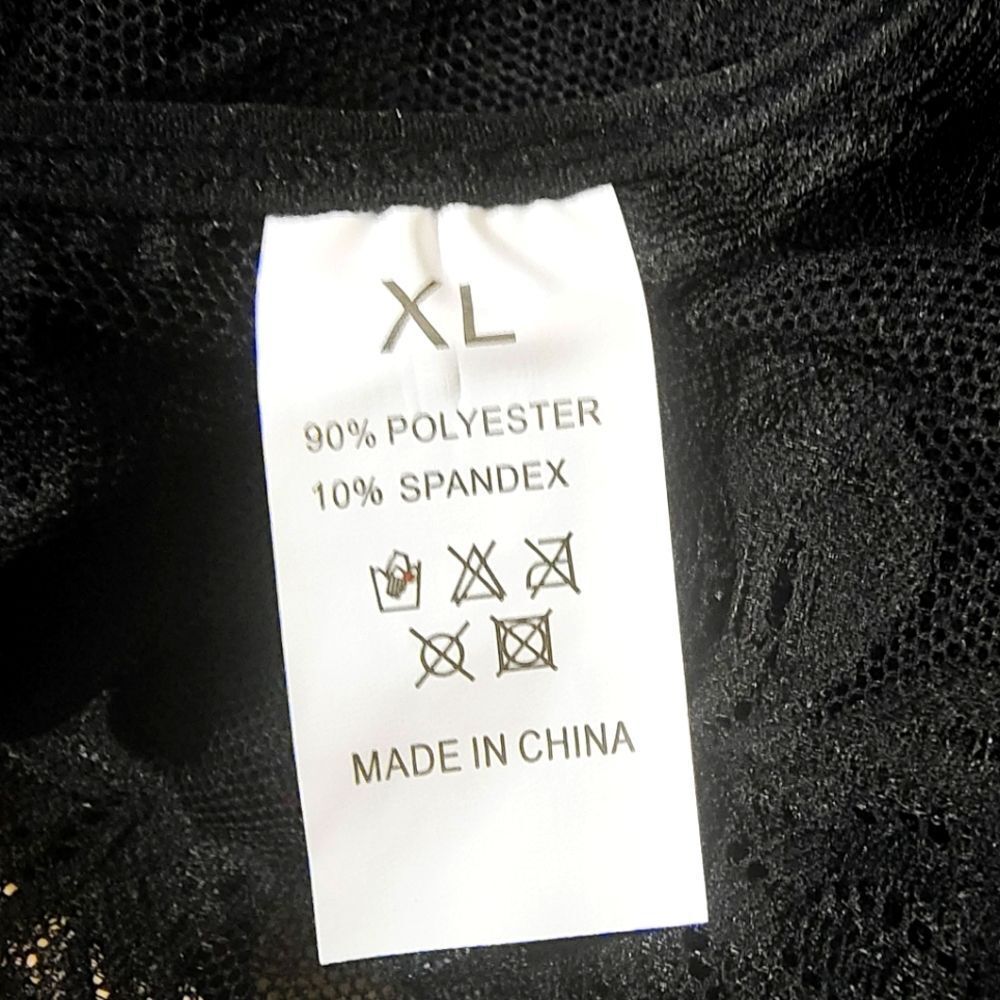 XL
90% POLYESTER
10% SPANDEX
MADE IN CHINA